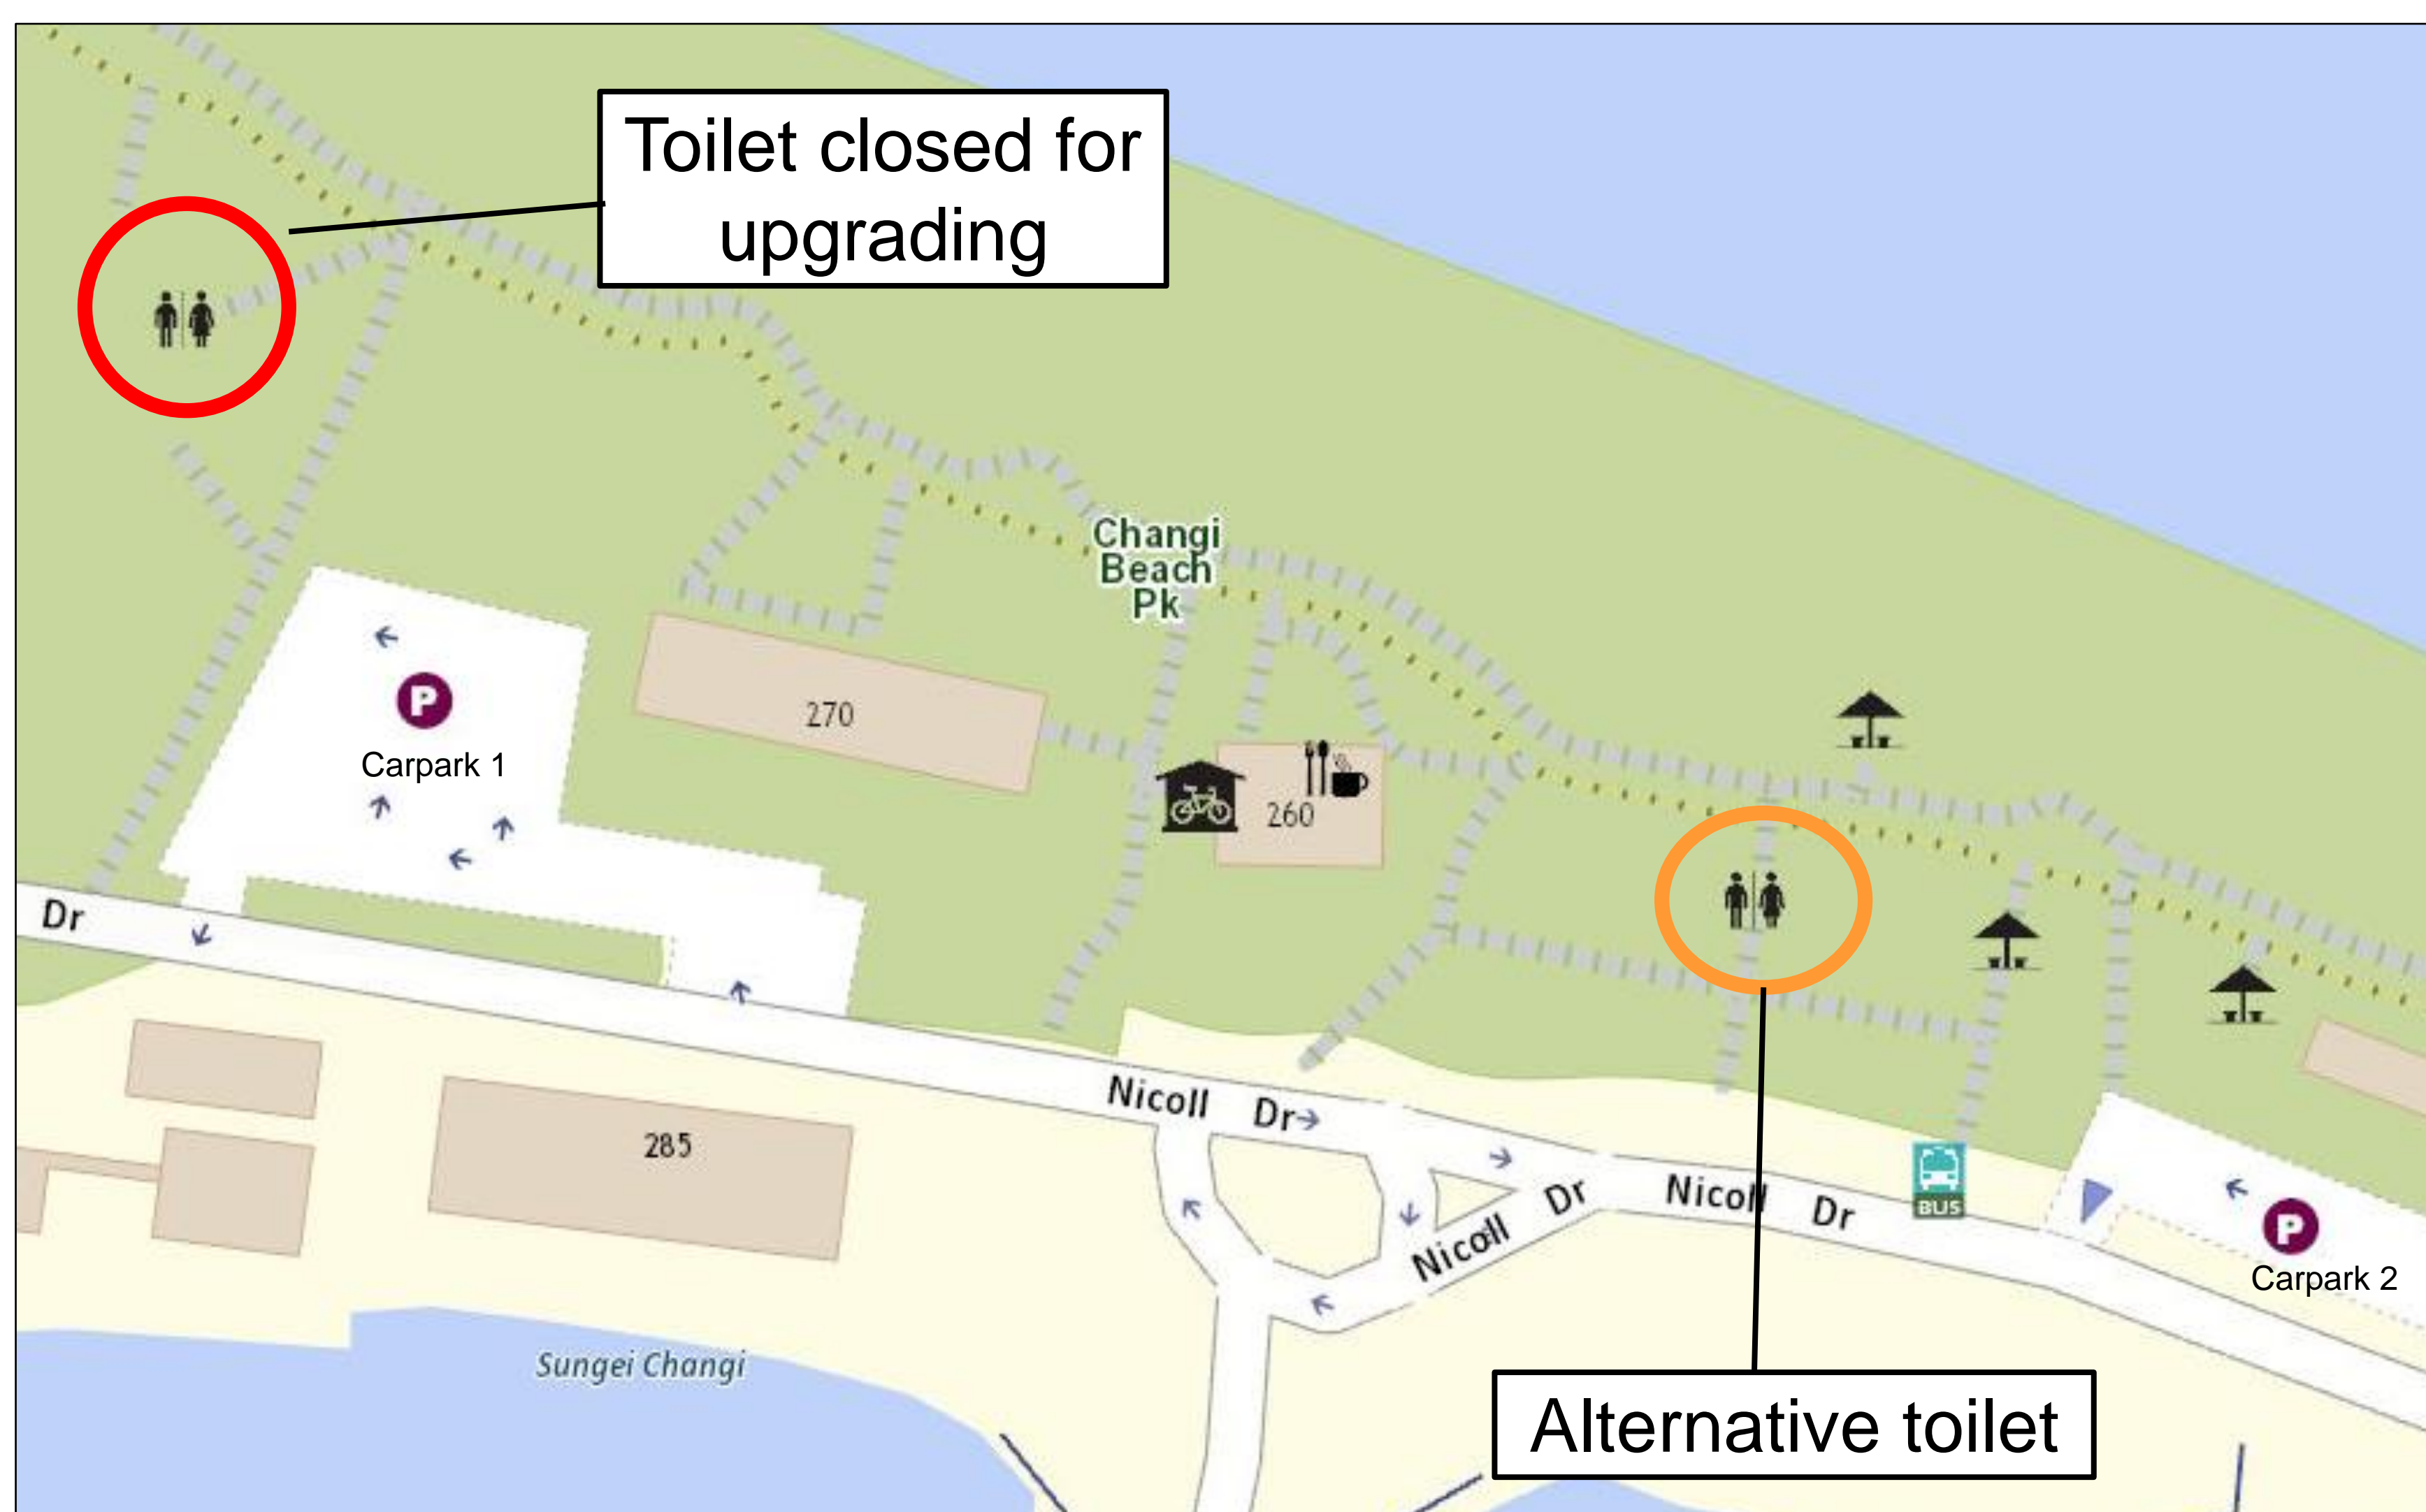 Toilet closed for
upgrading
Changi
Beach
Pk
P
Carpark 1
270
260
Dr
Nicoll Dr
285
Nicoll Dr
Nicoll Dr
BUS
P
Carpark 2
Sungei Changi
Alternative toilet